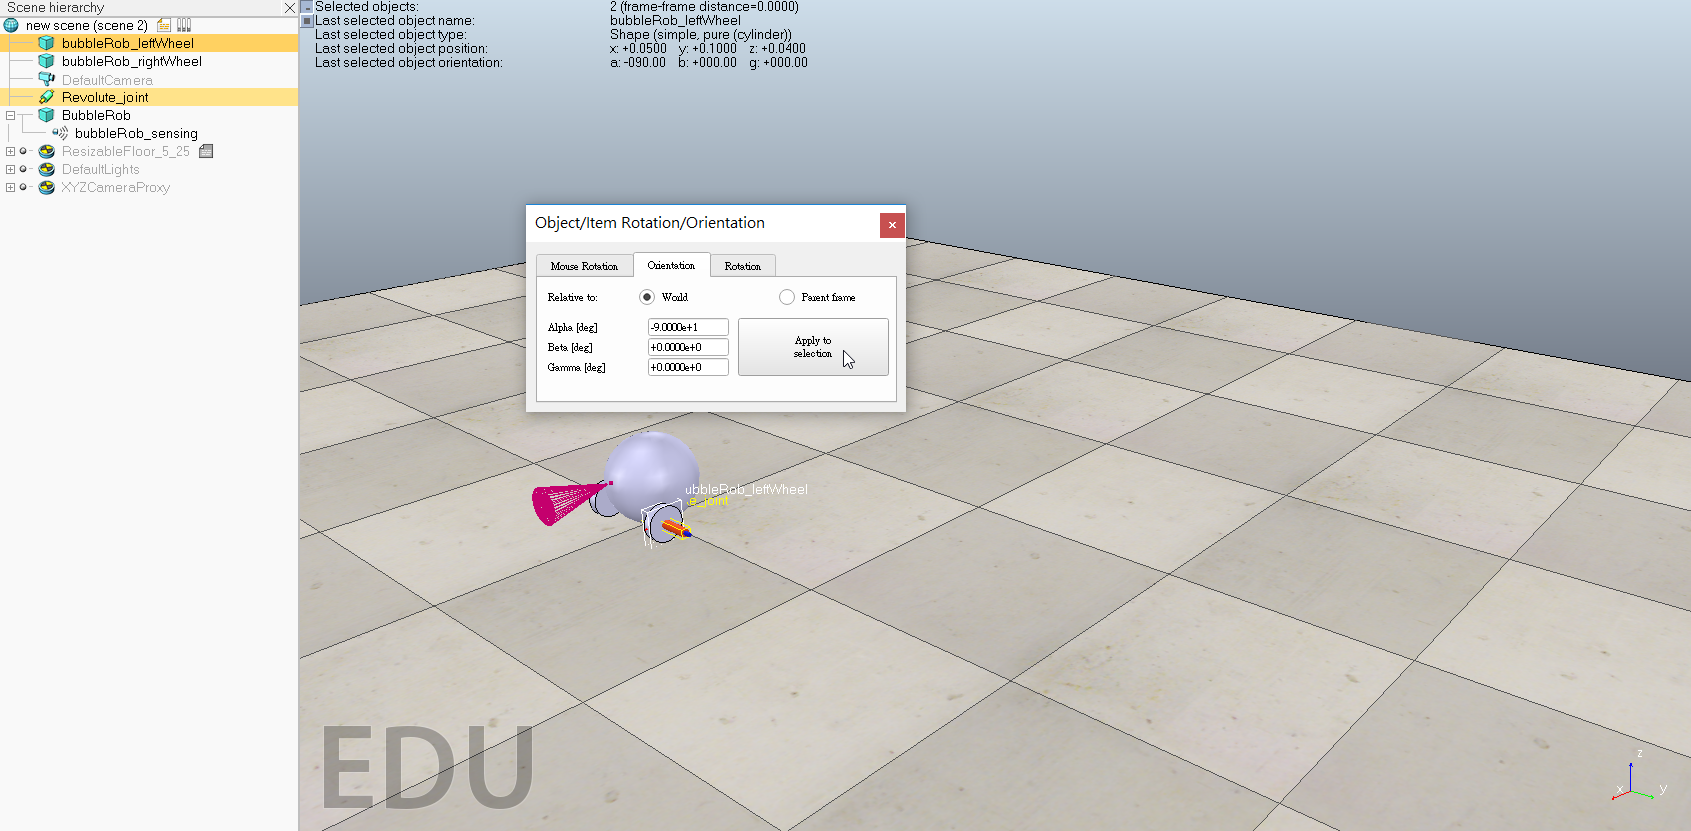 Scene hierarchy
new scene (scene 2)
bubbleRob_leftWheel
bubbleRob_rightWheel
DefaultCamera
Revolute_joint
BubbleRob
bubbleRob_sensing
ResizableFloor_5_25
DefaultLights
XYZCameraProxy
Selected objects: 2 (frame-frame distance=0.0000)
Last selected object name: bubbleRob_leftWheel
Last selected object type: Shape (simple, pure (cylinder))
Last selected object position: x: +0.0500 y: +0.1000 z: +0.0400
Last selected object orientation: a: -090.00 b: +000.00 g: +000.00
Object/Item Rotation/Orientation
Mouse Rotation Orientation Rotation
Relative to: World Parent frame
Alpha [deg] -9.0000e+1
Beta [deg] +0.0000e+0
Gamma [deg] +0.0000e+0
Apply to
selection
ubbleRob_leftWheel
e_joint
EDU
z
x y